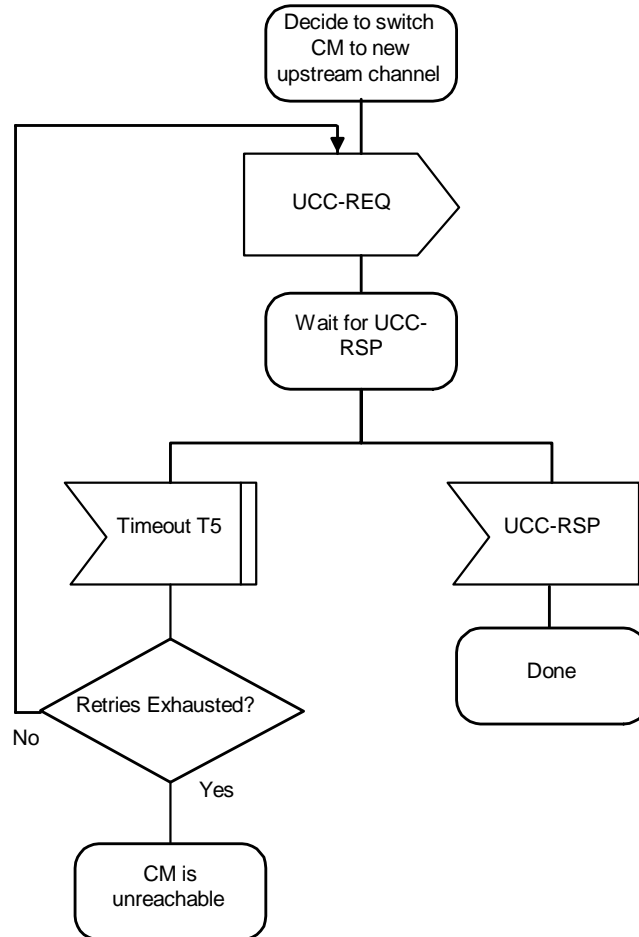 Decide to switch
CM to new
upstream channel
UCC-REQ
Wait for UCC-
RSP
Timeout T5
UCC-RSP
Retries Exhausted?
Done
No
Yes
CM is
unreachable